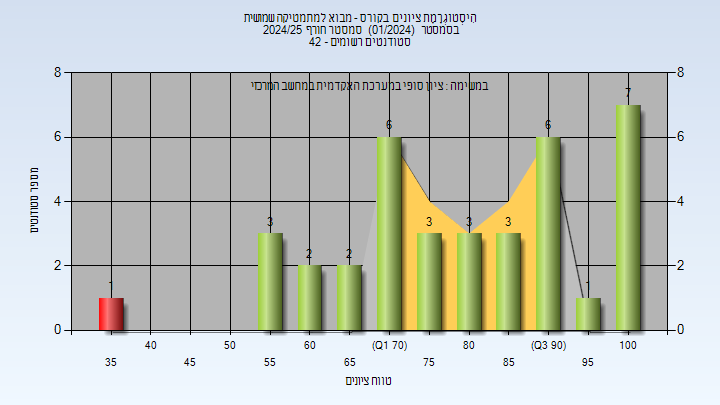 היסטוגרמת ציונים בקורס - מבוא למתמטיקה שמושית
בסמסטר (01/2024) סמסטר חורף 2024/25
סטודנטים רשומים - 42
במשימה : ציון סופי במערכת האקדמית במחשב המרכזי
8 8
7
6 6 6 6
4 4
3 3 3 3
2 2 2 2
1 1
0 0
מספר סטודנטים
40 50 60 (Q1 70) 80 (Q3 90) 100
35 45 55 65 75 85 95
טווח ציונים